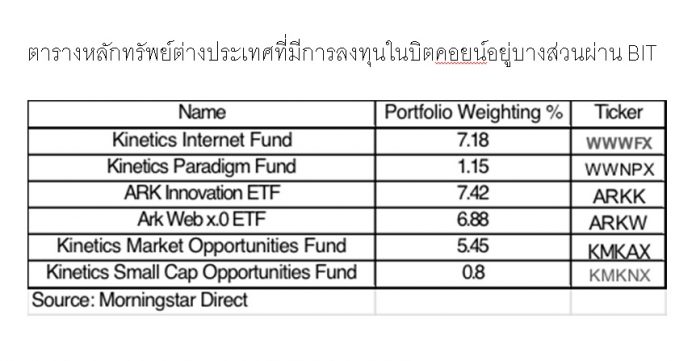 ตารางหลักทรัพย์ต่างประเทศที่มีการลงทุนในบิตคอยน์อยู่บางส่วนผ่าน BIT
Name Portfolio Weighting % Ticker
Kinetics Internet Fund 7.18 WWWFX
Kinetics Paradigm Fund 1.15 WWNPX
ARK Innovation ETF 7.42 ARKK
Ark Web x.0 ETF 6.88 ARKW
Kinetics Market Opportunities Fund 5.45 KMKAX
Kinetics Small Cap Opportunities Fund 0.8 KMKNX
Source: Morningstar Direct